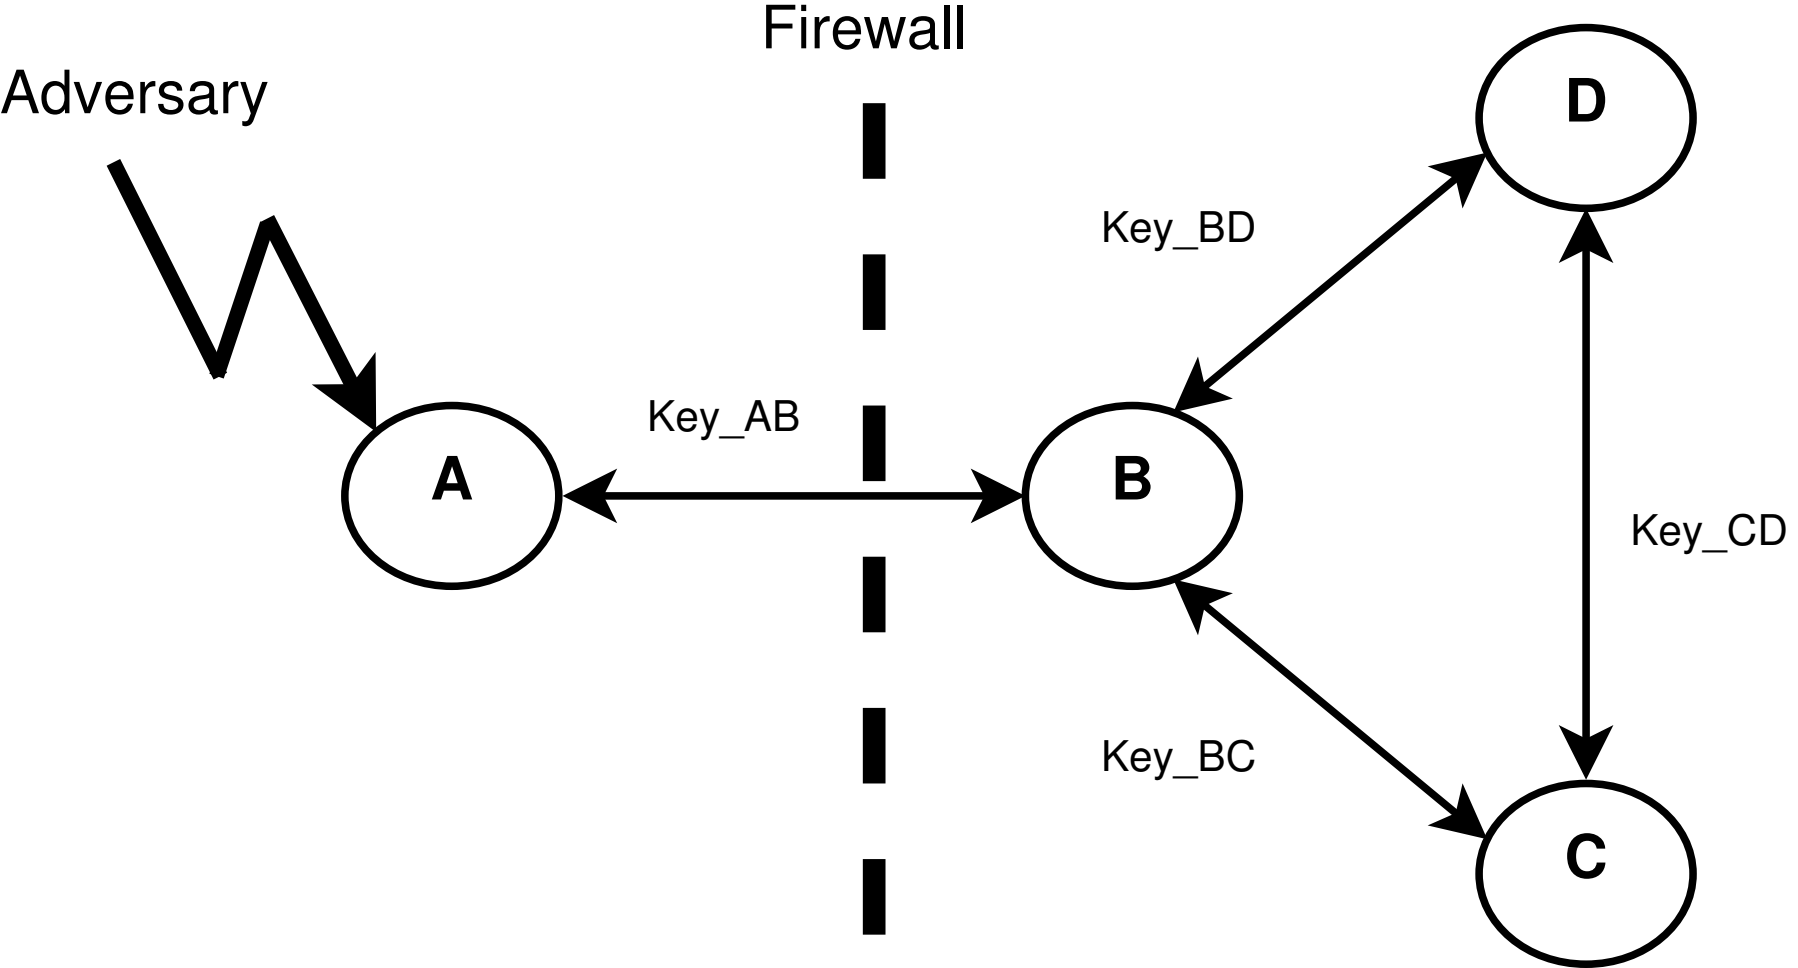 Firewall
Adversary
D
Key_BD
Key_AB
A
B
Key_CD
Key_BC
C